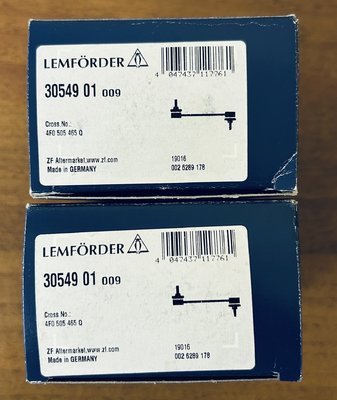 LEMFÖRDER
4 047437 117761
30549 01 009
Cross No.:
4F0 505 465 Q
ZF Aftermarket,www.zf.com
Made in GERMANY
19016
002 6289 178
LEMFÖRDER
4 047437 117761
30549 01 009
Cross No.:
4F0 505 465 Q
ZF Aftermarket,www.zf.com
Made in GERMANY
19016
002 6289 178